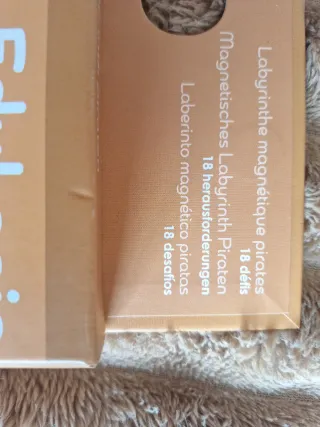 Labyrinthe magnétique pirates
18 défis
Magnetisches Labyrinth Piraten
18 herausforderungen
Laberinto magnético piratas
18 desafíos